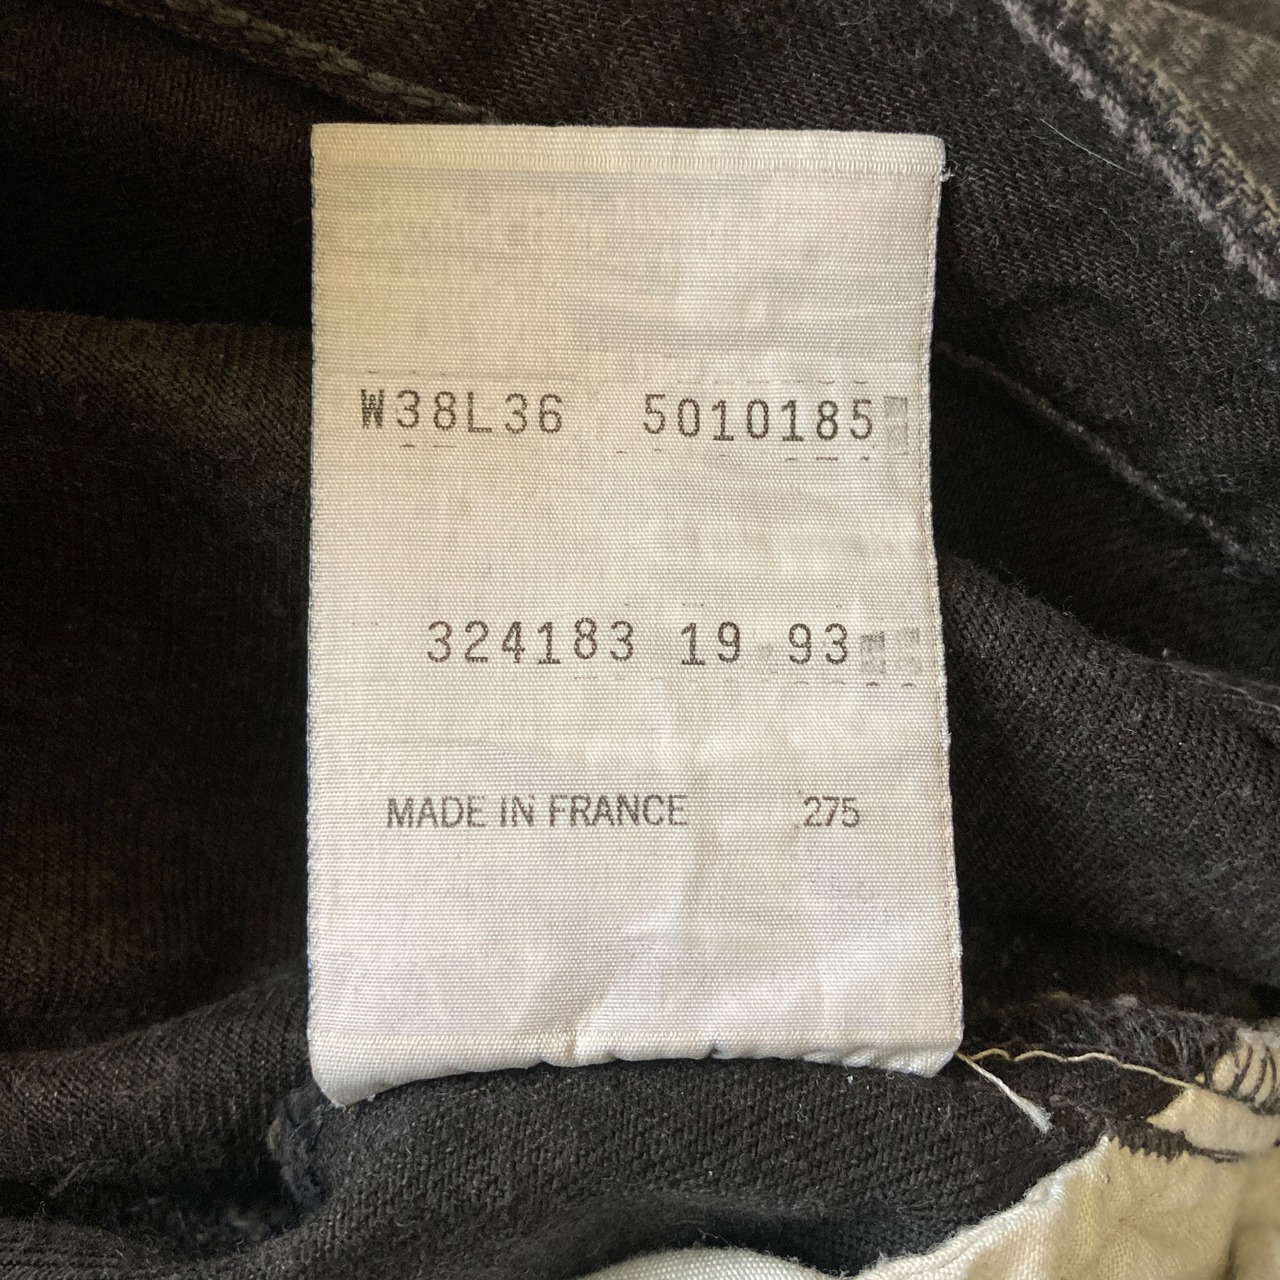 W38L36 5010185
324183 19 93
MADE IN FRANCE 275